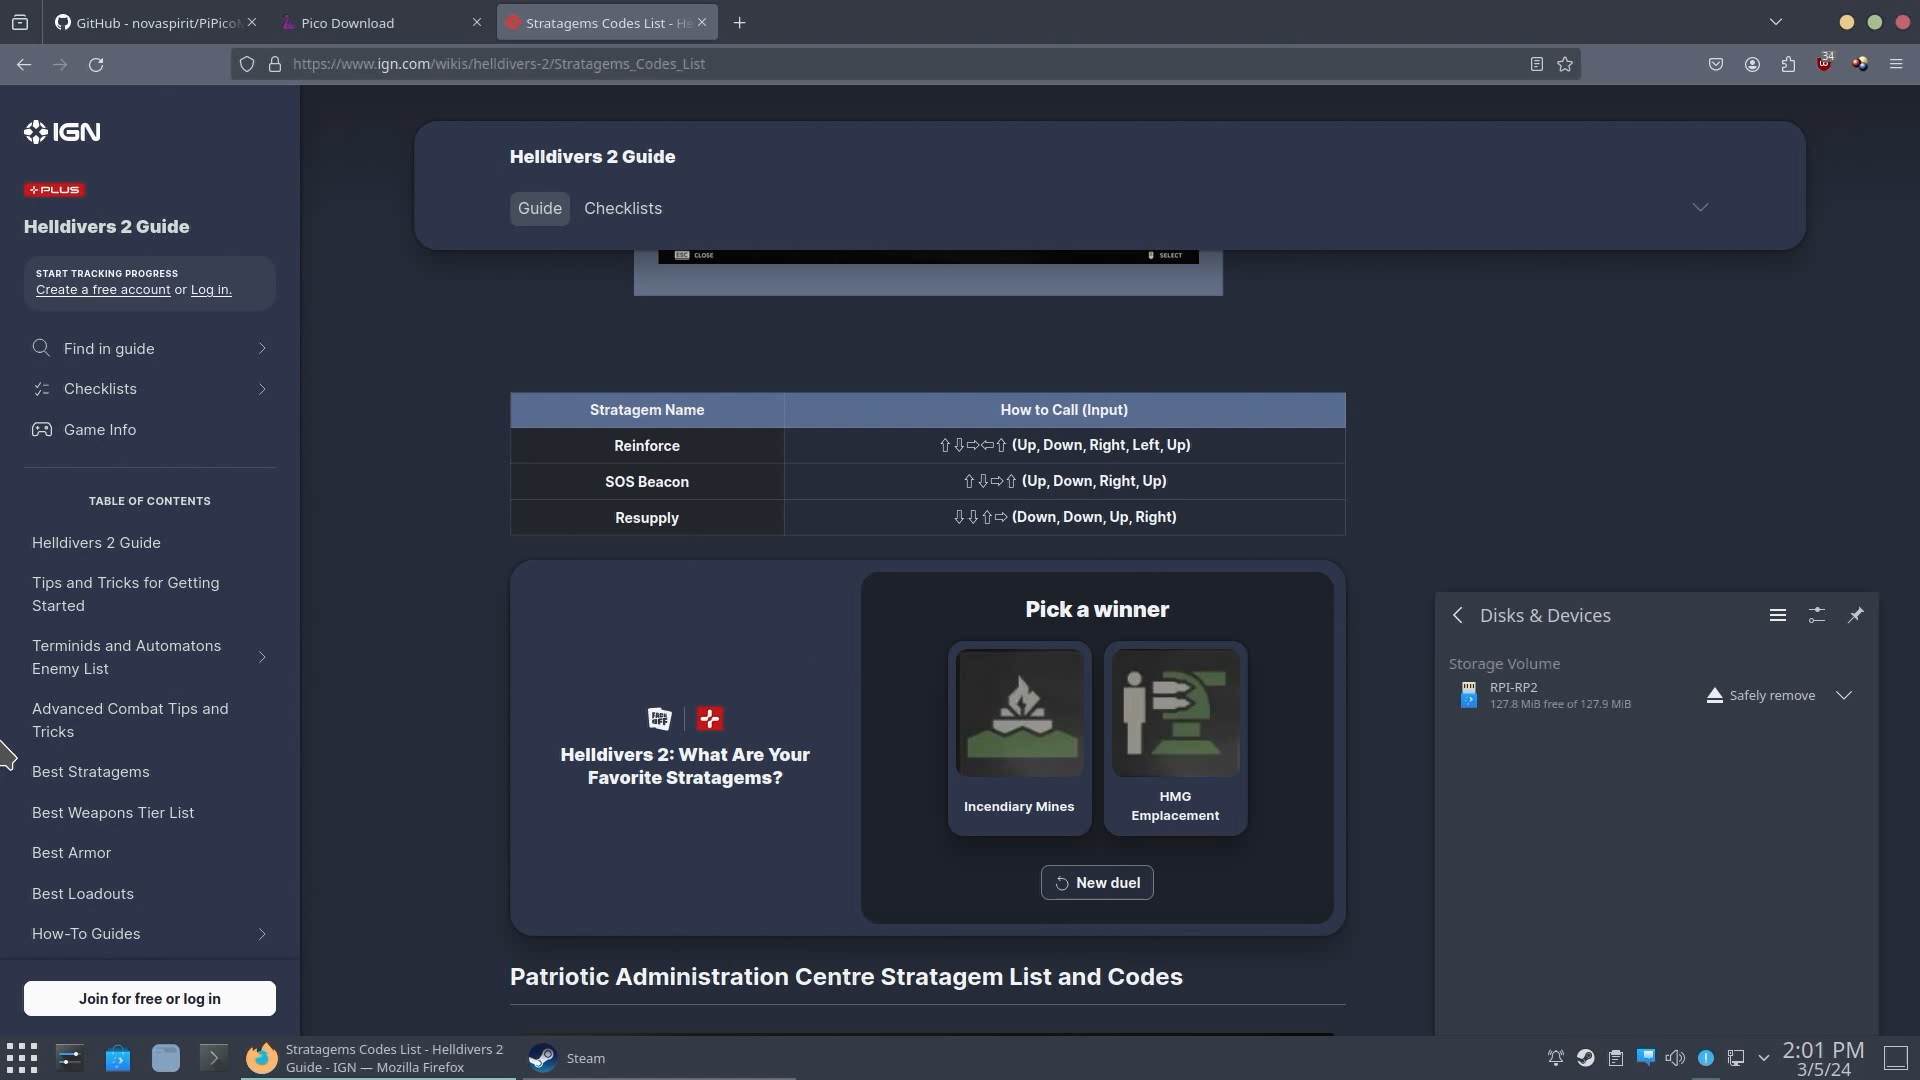 GitHub - novaspirit/PiPicoM
Pico Download
Stratagems Codes List - He
https://www.ign.com/wikis/helldivers-2/Stratagems_Codes_List
34
IGN
PLUS
Helldivers 2 Guide
START TRACKING PROGRESS
Create a free account or Log in.
Find in guide
Checklists
Game Info
TABLE OF CONTENTS
Helldivers 2 Guide
Tips and Tricks for Getting
Started
Terminids and Automatons
Enemy List
Advanced Combat Tips and
Tricks
Best Stratagems
Best Weapons Tier List
Best Armor
Best Loadouts
How-To Guides
Join for free or log in
Helldivers 2 Guide
Guide Checklists
ESC CLOSE SELECT
Stratagem Name How to Call (Input)
Reinforce ⇧⇩⇨⇦⇧ (Up, Down, Right, Left, Up)
SOS Beacon ⇧⇩⇨⇧ (Up, Down, Right, Up)
Resupply ⇩⇩⇧⇨ (Down, Down, Up, Right)
FACE OFF
Helldivers 2: What Are Your
Favorite Stratagems?
Pick a winner
Incendiary Mines
HMG
Emplacement
New duel
Patriotic Administration Centre Stratagem List and Codes
Disks & Devices
Storage Volume
RPI-RP2
127.8 MiB free of 127.9 MiB
Safely remove
Stratagems Codes List - Helldivers 2
Guide - IGN — Mozilla Firefox
Steam
2:01 PM
3/5/24